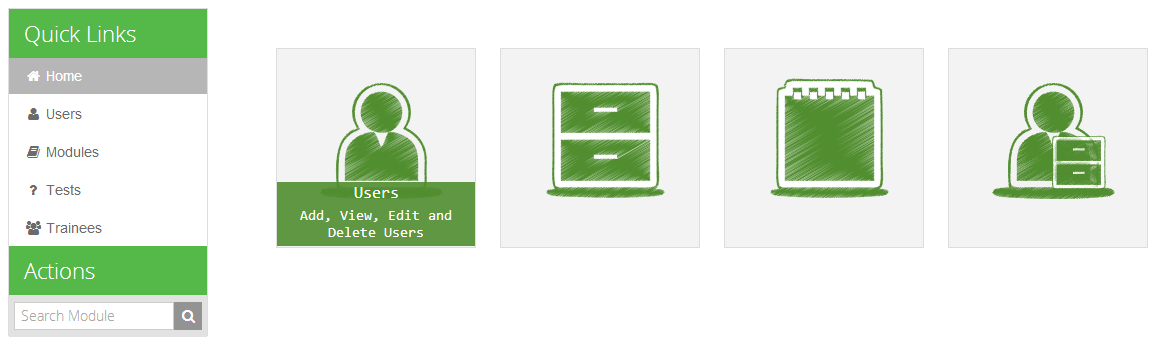 Quick Links
Home
Users
Modules
Tests
Trainees
Actions
Search Module
Users
Add, View, Edit and
Delete Users